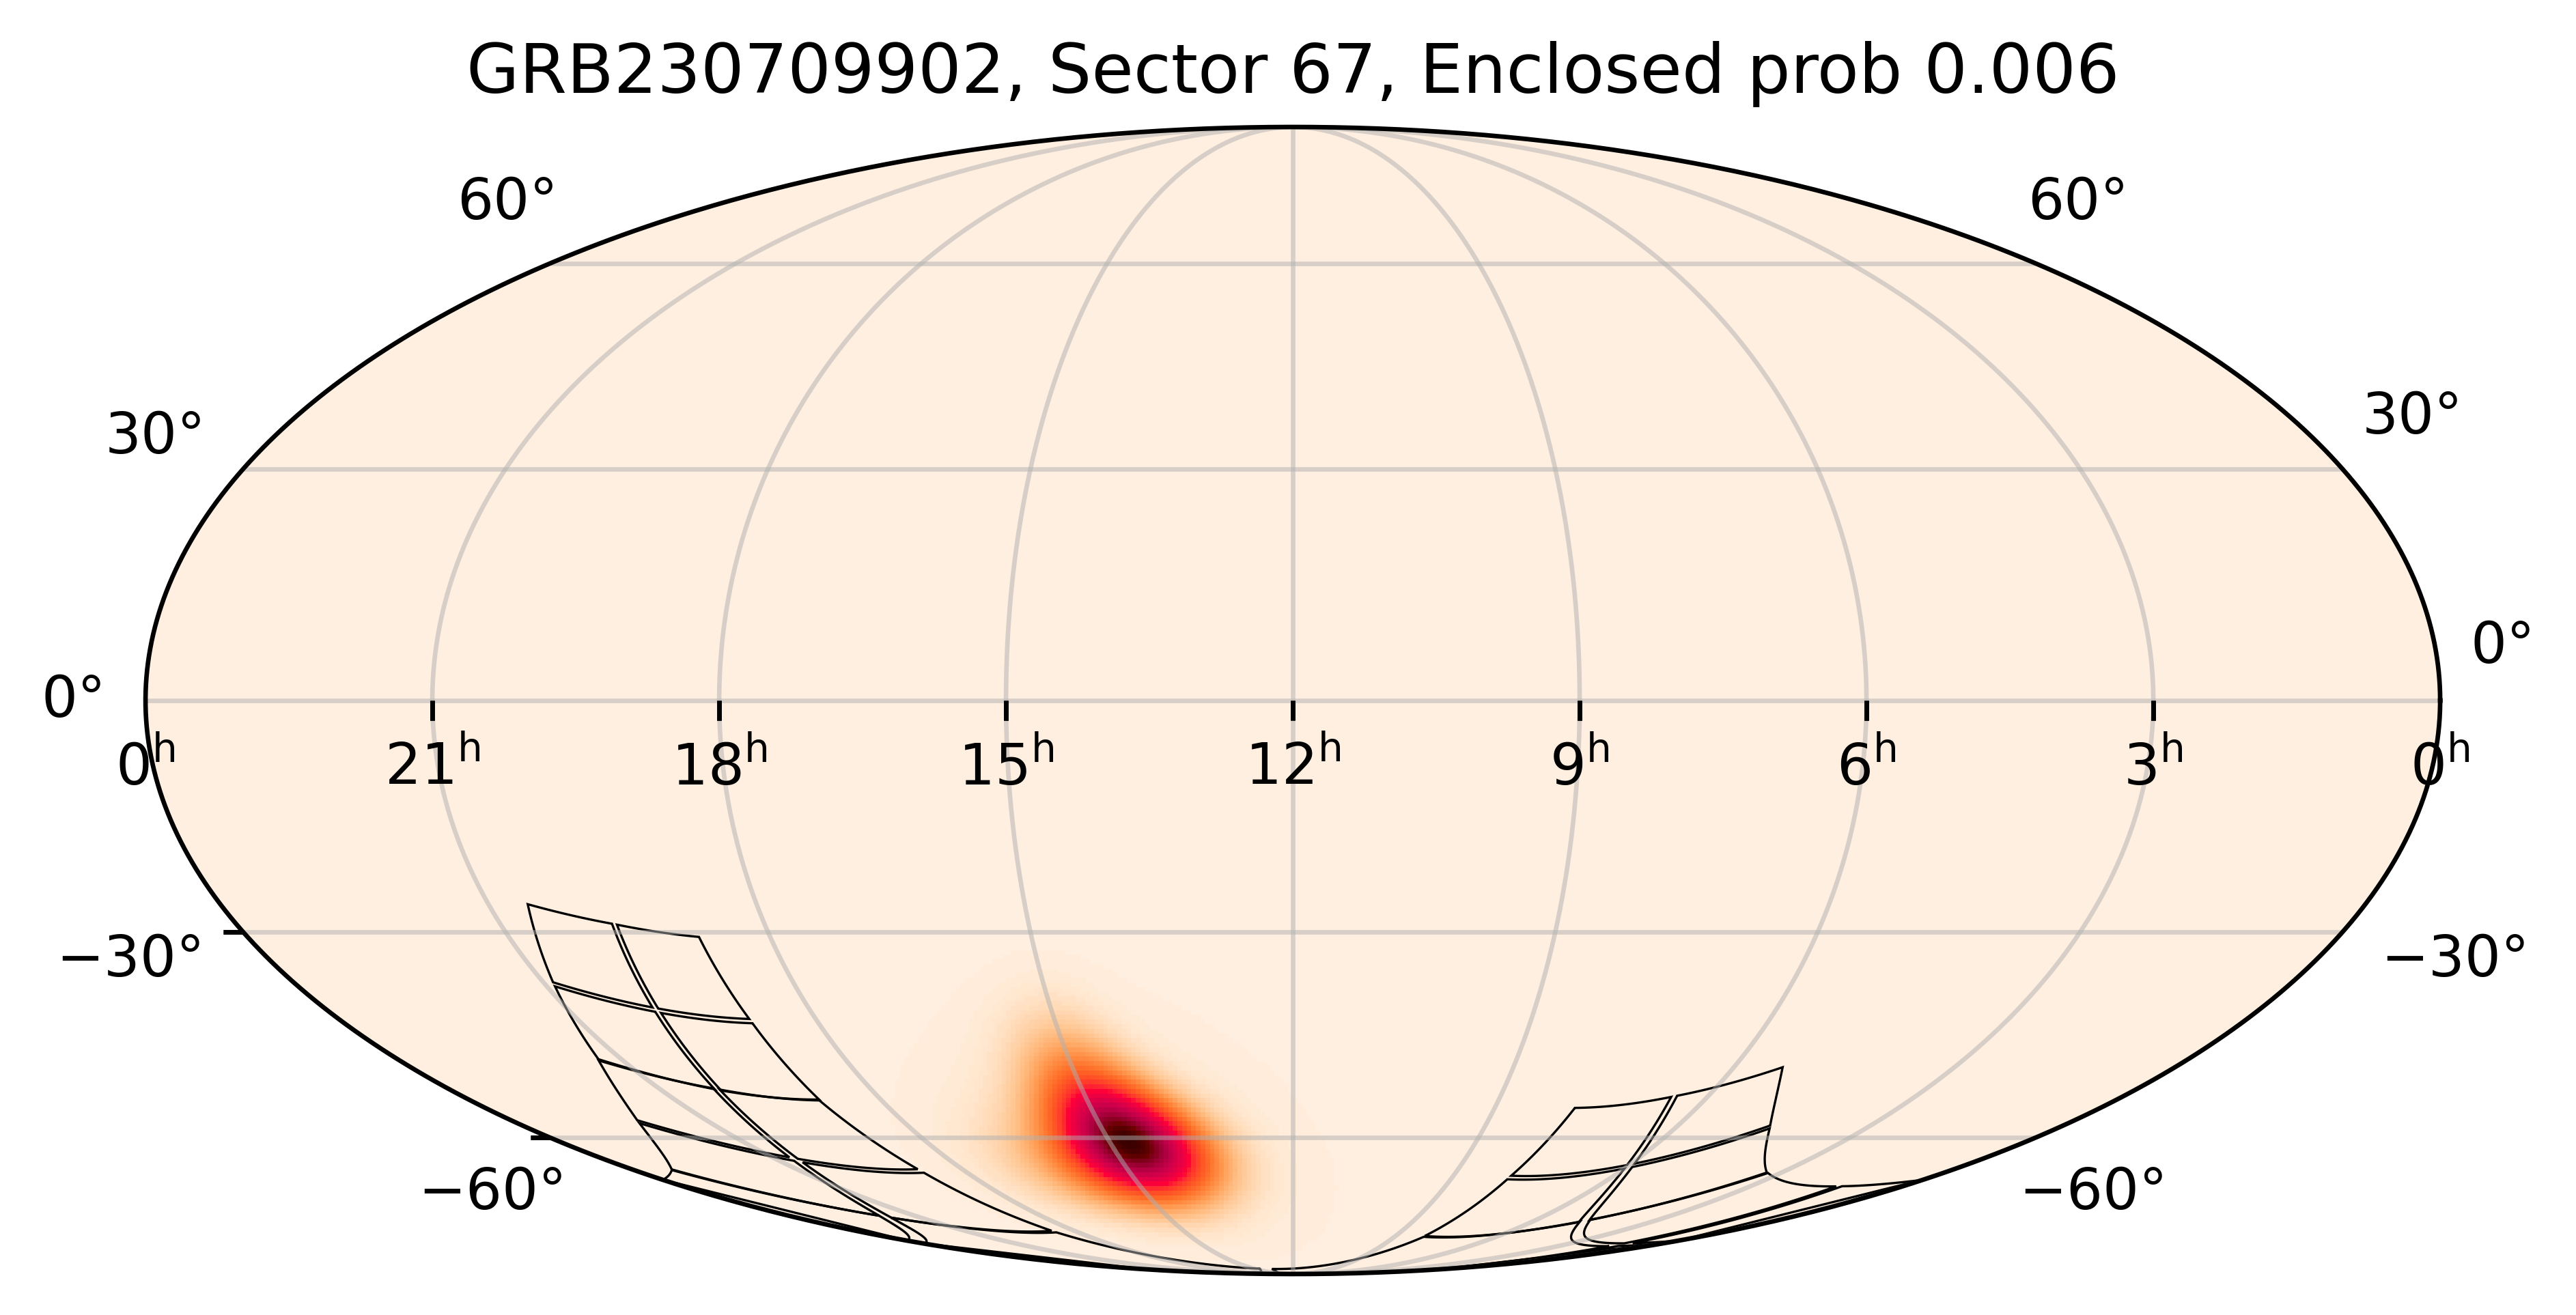 GRB230709902, Sector 67, Enclosed prob 0.006
60° 60°
30° 30°
0° 0°
0ʰ 21ʰ 18ʰ 15ʰ 12ʰ 9ʰ 6ʰ 3ʰ 0ʰ
−30° −30°
−60° −60°